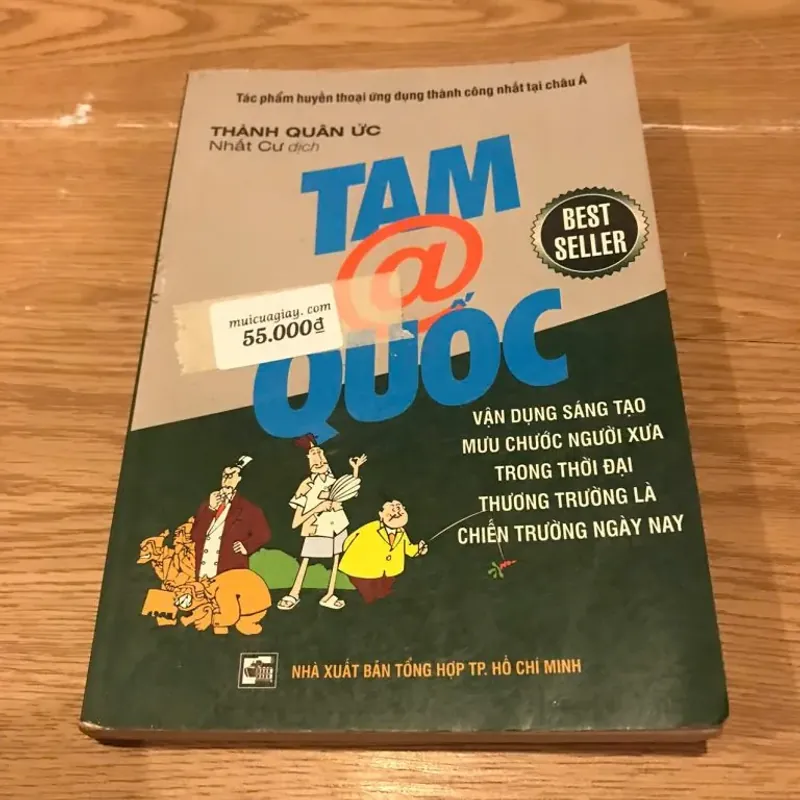 Tác phẩm huyền thoại ứng dụng thành công nhất tại châu Á
THÀNH QUÂN ỨC
Nhất Cư dịch
TAM
@
QUỐC
BEST
SELLER
muicuagiay. com
55.000đ
VẬN DỤNG SÁNG TẠO
MƯU CHƯỚC NGƯỜI XƯA
TRONG THỜI ĐẠI
THƯƠNG TRƯỜNG LÀ
CHIẾN TRƯỜNG NGÀY NAY
NHÀ XUẤT BẢN TỔNG HỢP TP. HỒ CHÍ MINH